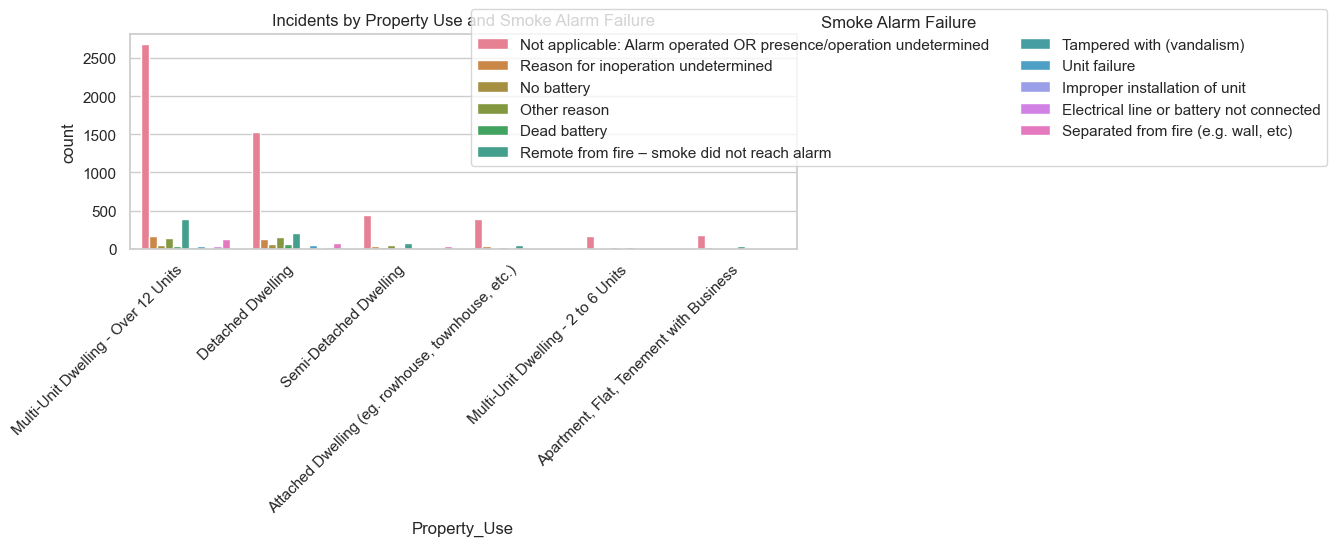 Incidents by Property Use and Smoke Alarm Failure
Smoke Alarm Failure
Not applicable: Alarm operated OR presence/operation undetermined
Reason for inoperation undetermined
No battery
Other reason
Dead battery
Remote from fire – smoke did not reach alarm
Tampered with (vandalism)
Unit failure
Improper installation of unit
Electrical line or battery not connected
Separated from fire (e.g. wall, etc)
count
2500
2000
1500
1000
500
0
Multi-Unit Dwelling - Over 12 Units
Detached Dwelling
Semi-Detached Dwelling
Attached Dwelling (eg. rowhouse, townhouse, etc.)
Multi-Unit Dwelling - 2 to 6 Units
Apartment, Flat, Tenement with Business
Property_Use